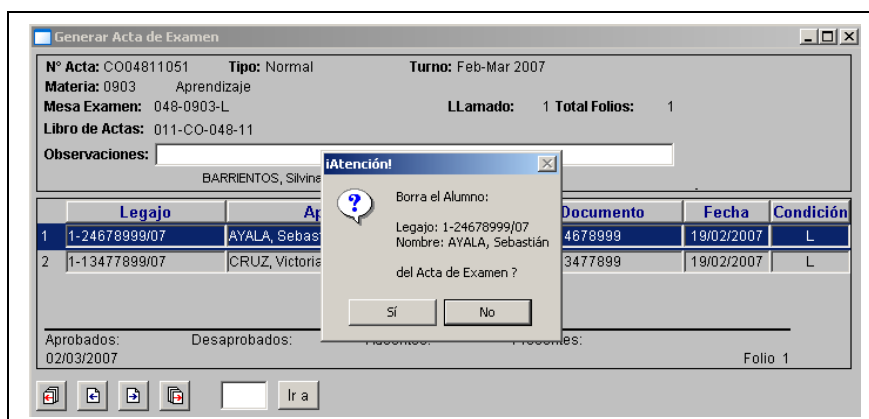 Generar Acta de Examen
Nº Acta: CO04811051 Tipo: Normal Turno: Feb-Mar 2007
Materia: 0903 Aprendizaje
Mesa Examen: 048-0903-L LLamado: 1 Total Folios: 1
Libro de Actas: 011-CO-048-11
Observaciones:
BARRIENTOS, Silvina
¡Atención!
Borra el Alumno:
Legajo: 1-24678999/07
Nombre: AYALA, Sebastián
del Acta de Examen ?
Sí No
Legajo Documento Fecha Condición
1 1-24678999/07 AYALA, 4678999 19/02/2007 L
2 1-13477899/07 CRUZ, Victoria 3477899 19/02/2007 L
Aprobados: Desaprobados:
02/03/2007 Folio 1
Ir a